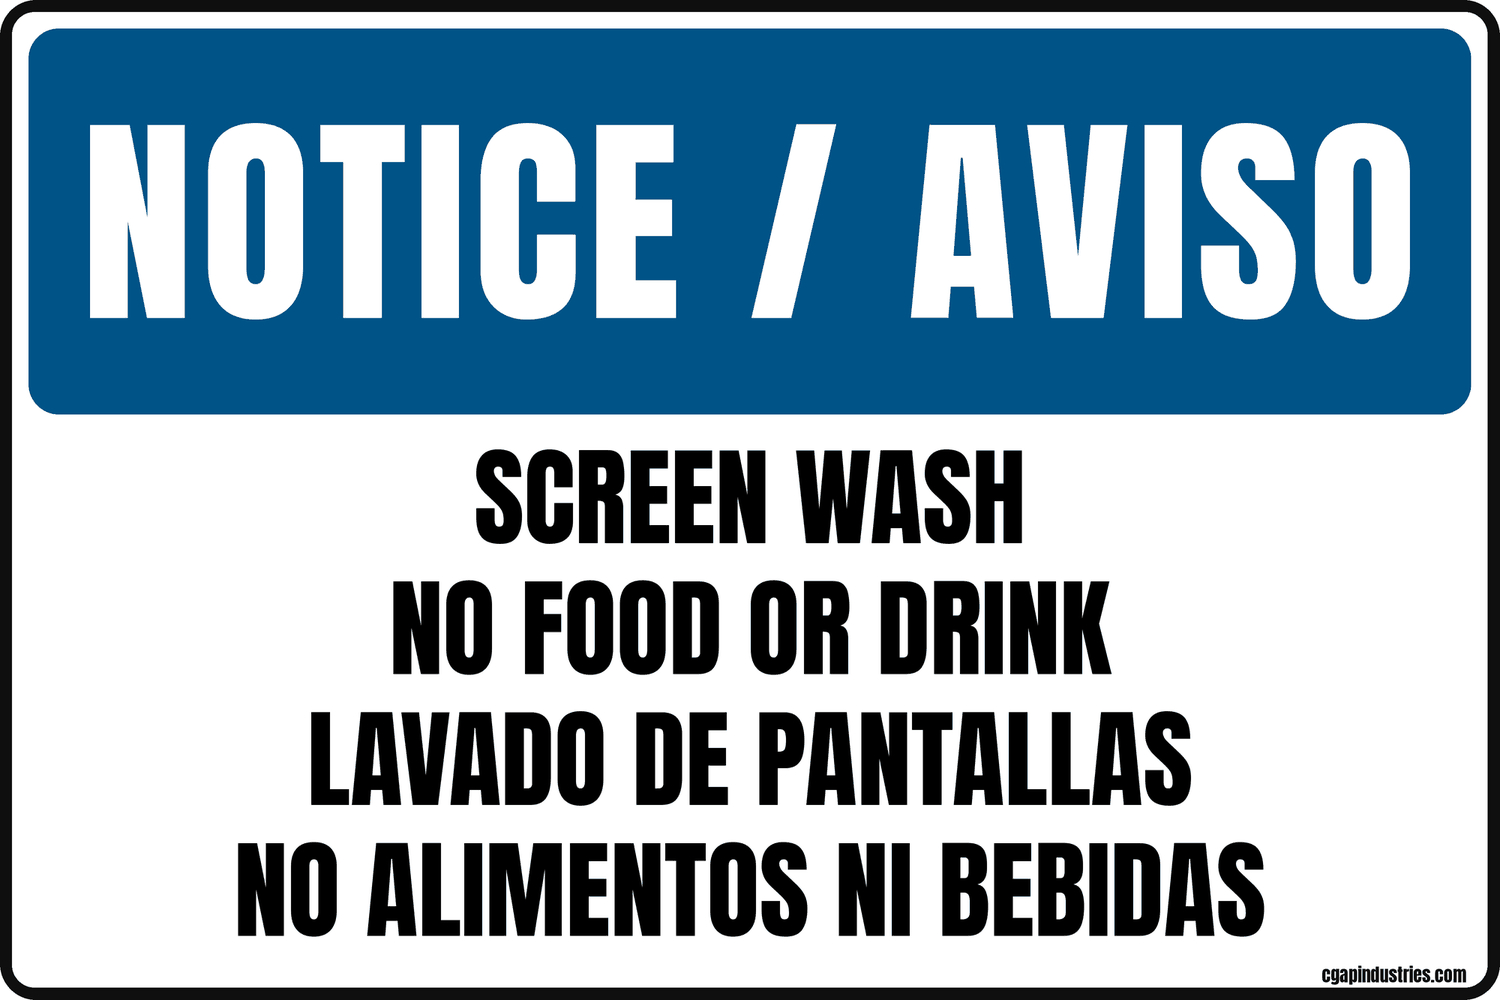 NOTICE / AVISO
SCREEN WASH
NO FOOD OR DRINK
LAVADO DE PANTALLAS
NO ALIMENTOS NI BEBIDAS
cgapindustries.com